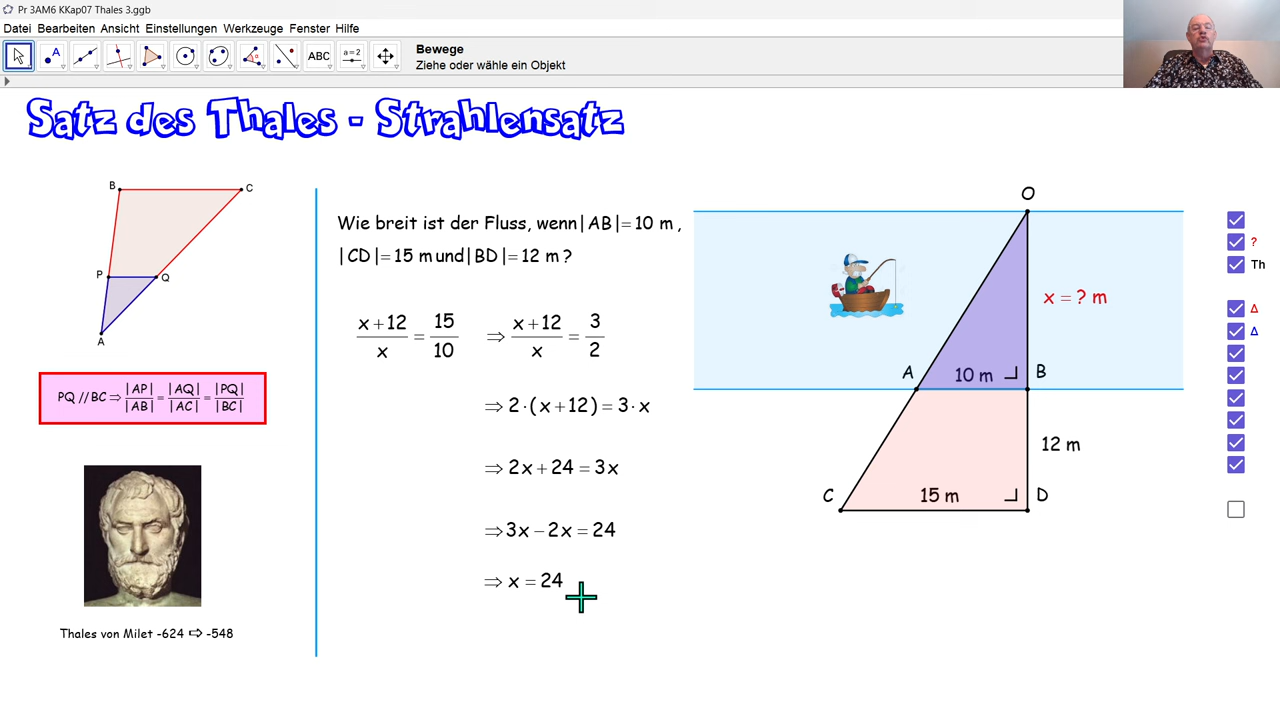 Pr 3AM6 KKap07 Thales 3.ggb
Datei Bearbeiten Ansicht Einstellungen Werkzeuge Fenster Hilfe
A ABC a=2
Bewege
Ziehe oder wähle ein Objekt
Satz des Thales - Strahlensatz
B C
P Q
A
PQ // BC ⇒ |AP| / |AB| = |AQ| / |AC| = |PQ| / |BC|
Thales von Milet -624 ⇨ -548
Wie breit ist der Fluss, wenn |AB| = 10 m ,
|CD| = 15 m und |BD| = 12 m ?
(x + 12) / x = 15 / 10 ⇒ (x + 12) / x = 3 / 2
⇒ 2 · ( x + 12 ) = 3 · x
⇒ 2x + 24 = 3x
⇒ 3x − 2x = 24
⇒ x = 24
O
x = ? m
A 10 m B
12 m
C 15 m D
?
Th
Δ
Δ